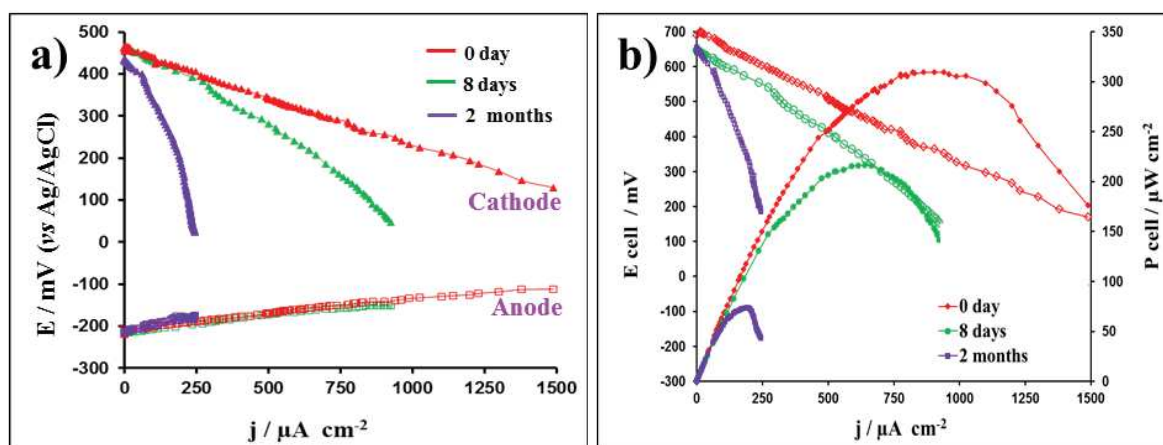 a)
0 day
8 days
2 months
Cathode
Anode
E / mV (vs Ag/AgCl)
500
400
300
200
100
0
-100
-200
-300
0 250 500 750 1000 1250 1500
j / µA cm-2
b)
E cell / mV
700
600
500
400
300
200
100
0
-100
-200
-300
0 250 500 750 1000 1250 1500
j / µA cm-2
350
300
250
200
150
100
50
0
P cell / µW cm-2
0 day
8 days
2 months